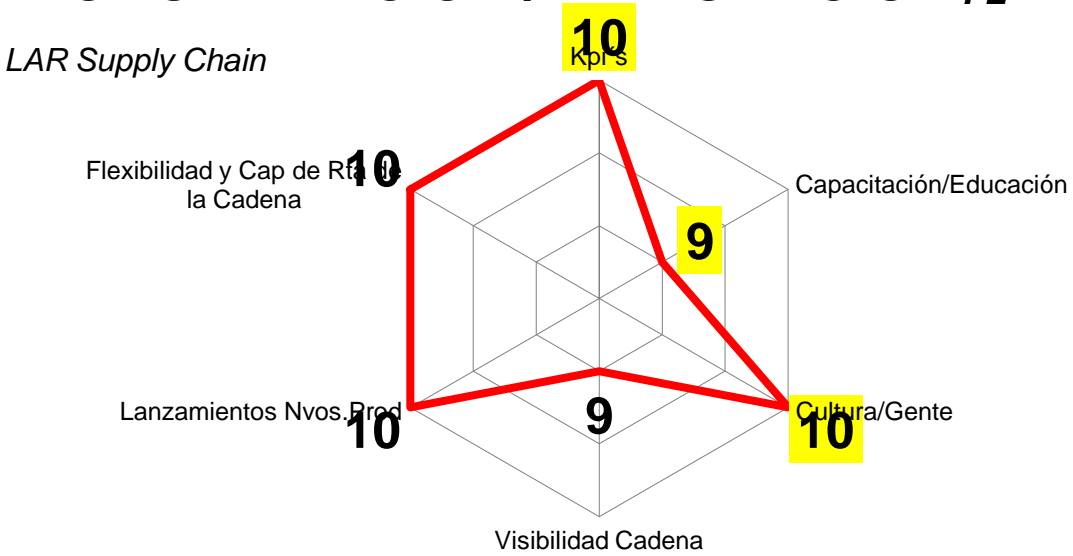 LAR Supply Chain
10
Kpi's
Flexibilidad y Cap de Rta de
la Cadena
10
Capacitación/Educación
9
Lanzamientos Nvos.Prod
10
9
Cultura/Gente
10
Visibilidad Cadena